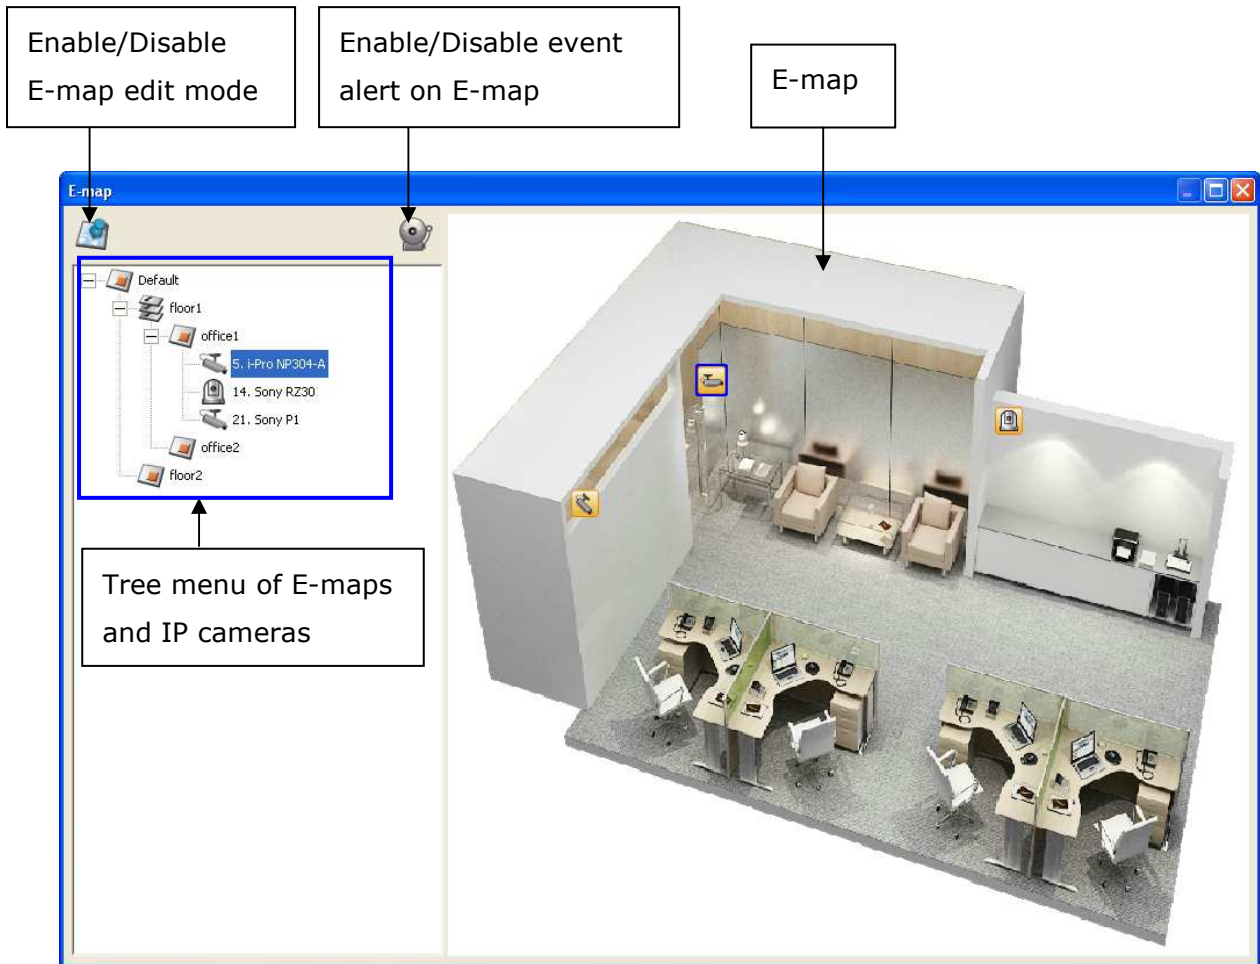 Enable/Disable
E-map edit mode
Enable/Disable event
alert on E-map
E-map
E-map
Default
floor1
office1
5. i-Pro NP304-A
14. Sony RZ30
21. Sony P1
office2
floor2
Tree menu of E-maps
and IP cameras